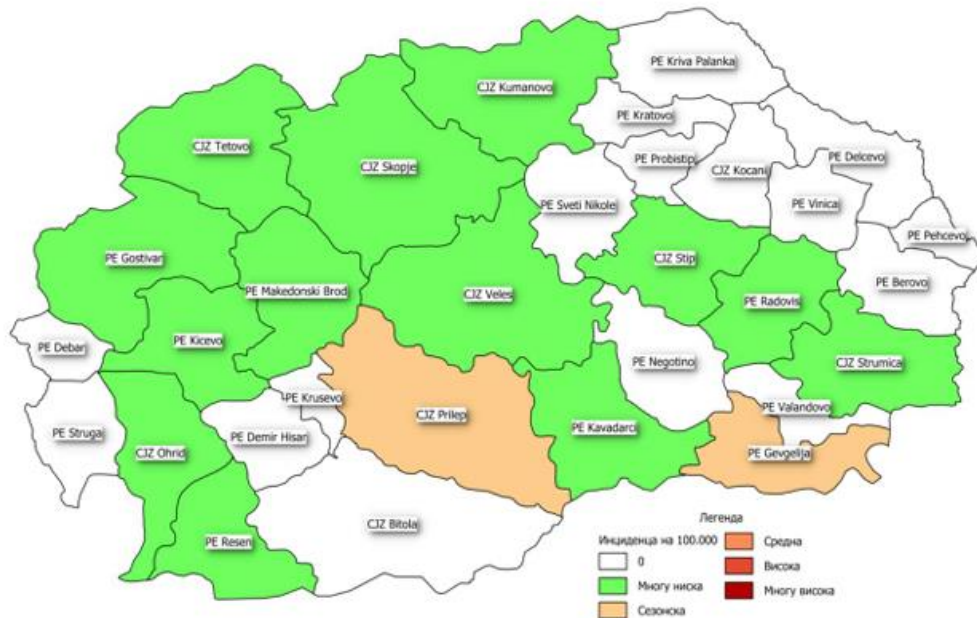 PE Kriva Palanka
CJZ Kumanovo
PE Kratovo
CJZ Tetovo
CJZ Skopje
PE Probistip
CJZ Kocani
PE Delcevo
PE Sveti Nikole
PE Vinica
PE Pehcevo
PE Gostivar
CJZ Stip
PE Berovo
PE Makedonski Brod
CJZ Veles
PE Radovis
PE Debar
PE Kicevo
PE Negotino
CJZ Strumica
PE Krusevo
CJZ Prilep
PE Valandovo
PE Struga
PE Demir Hisar
PE Kavadarci
CJZ Ohrid
PE Gevgelija
CJZ Bitola
PE Resen
Легенда
Инциденца на 100.000
0
Многу ниска
Сезонска
Средна
Висока
Многу висока